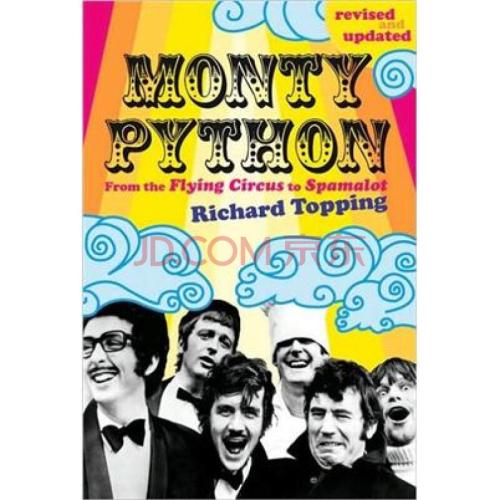 revised and
updated
MONTY
PYTHON
From the Flying Circus to Spamalot
Richard Topping
JD.COM 京东